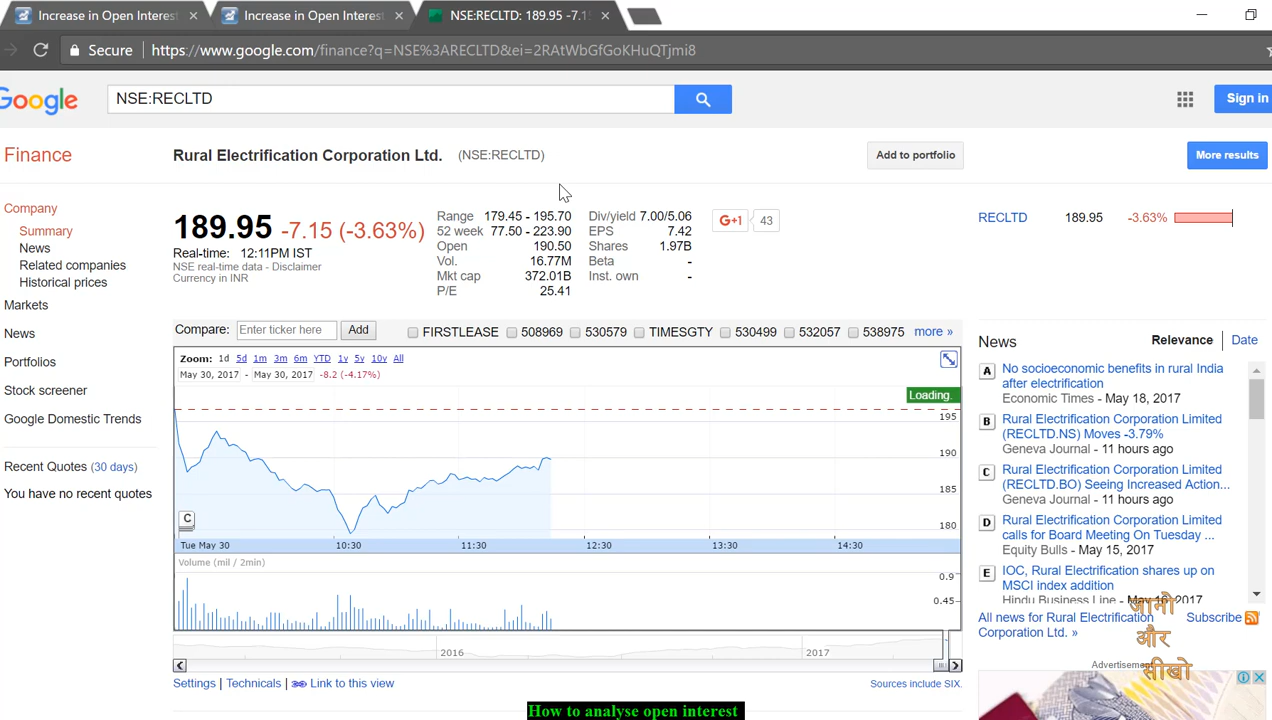 Increase in Open Interest
Increase in Open Interest
NSE:RECLTD: 189.95 -7.15
Secure
https://www.google.com/finance?q=NSE%3ARECLTD&ei=2RAtWbGfGoKHuQTjmi8
Google
NSE:RECLTD
Sign in
Finance
Rural Electrification Corporation Ltd. (NSE:RECLTD)
Add to portfolio
More results
Company
Summary
News
Related companies
Historical prices
Markets
News
Portfolios
Stock screener
Google Domestic Trends
Recent Quotes (30 days)
You have no recent quotes
189.95 -7.15 (-3.63%)
Real-time: 12:11PM IST
NSE real-time data - Disclaimer
Currency in INR
Range 179.45 - 195.70
52 week 77.50 - 223.90
Open 190.50
Vol. 16.77M
Mkt cap 372.01B
P/E 25.41
Div/yield 7.00/5.06
EPS 7.42
Shares 1.97B
Beta -
Inst. own -
G+1 43
RECLTD 189.95 -3.63%
Compare: Enter ticker here Add FIRSTLEASE 508969 530579 TIMESGTY 530499 532057 538975 more »
Zoom: 1d 5d 1m 3m 6m YTD 1y 5y 10y All
May 30, 2017 - May 30, 2017 -8.2 (-4.17%)
Loading.
195
190
185
180
C
Tue May 30 10:30 11:30 12:30 13:30 14:30
Volume (mil / 2min)
0.9
0.45
2016 2017
Settings | Technicals | Link to this view
Sources include SIX.
News
Relevance | Date
A No socioeconomic benefits in rural India
after electrification
Economic Times - May 18, 2017
B Rural Electrification Corporation Limited
(RECLTD.NS) Moves -3.79%
Geneva Journal - 11 hours ago
C Rural Electrification Corporation Limited
(RECLTD.BO) Seeing Increased Action...
Geneva Journal - 11 hours ago
D Rural Electrification Corporation Limited
calls for Board Meeting On Tuesday ...
Equity Bulls - May 15, 2017
E IOC, Rural Electrification shares up on
MSCI index addition
Hindu Business Line - May 16, 2017
All news for Rural Electrification
Corporation Ltd. »
Subscribe
जानो
और
सीखो
Advertisement
How to analyse open interest